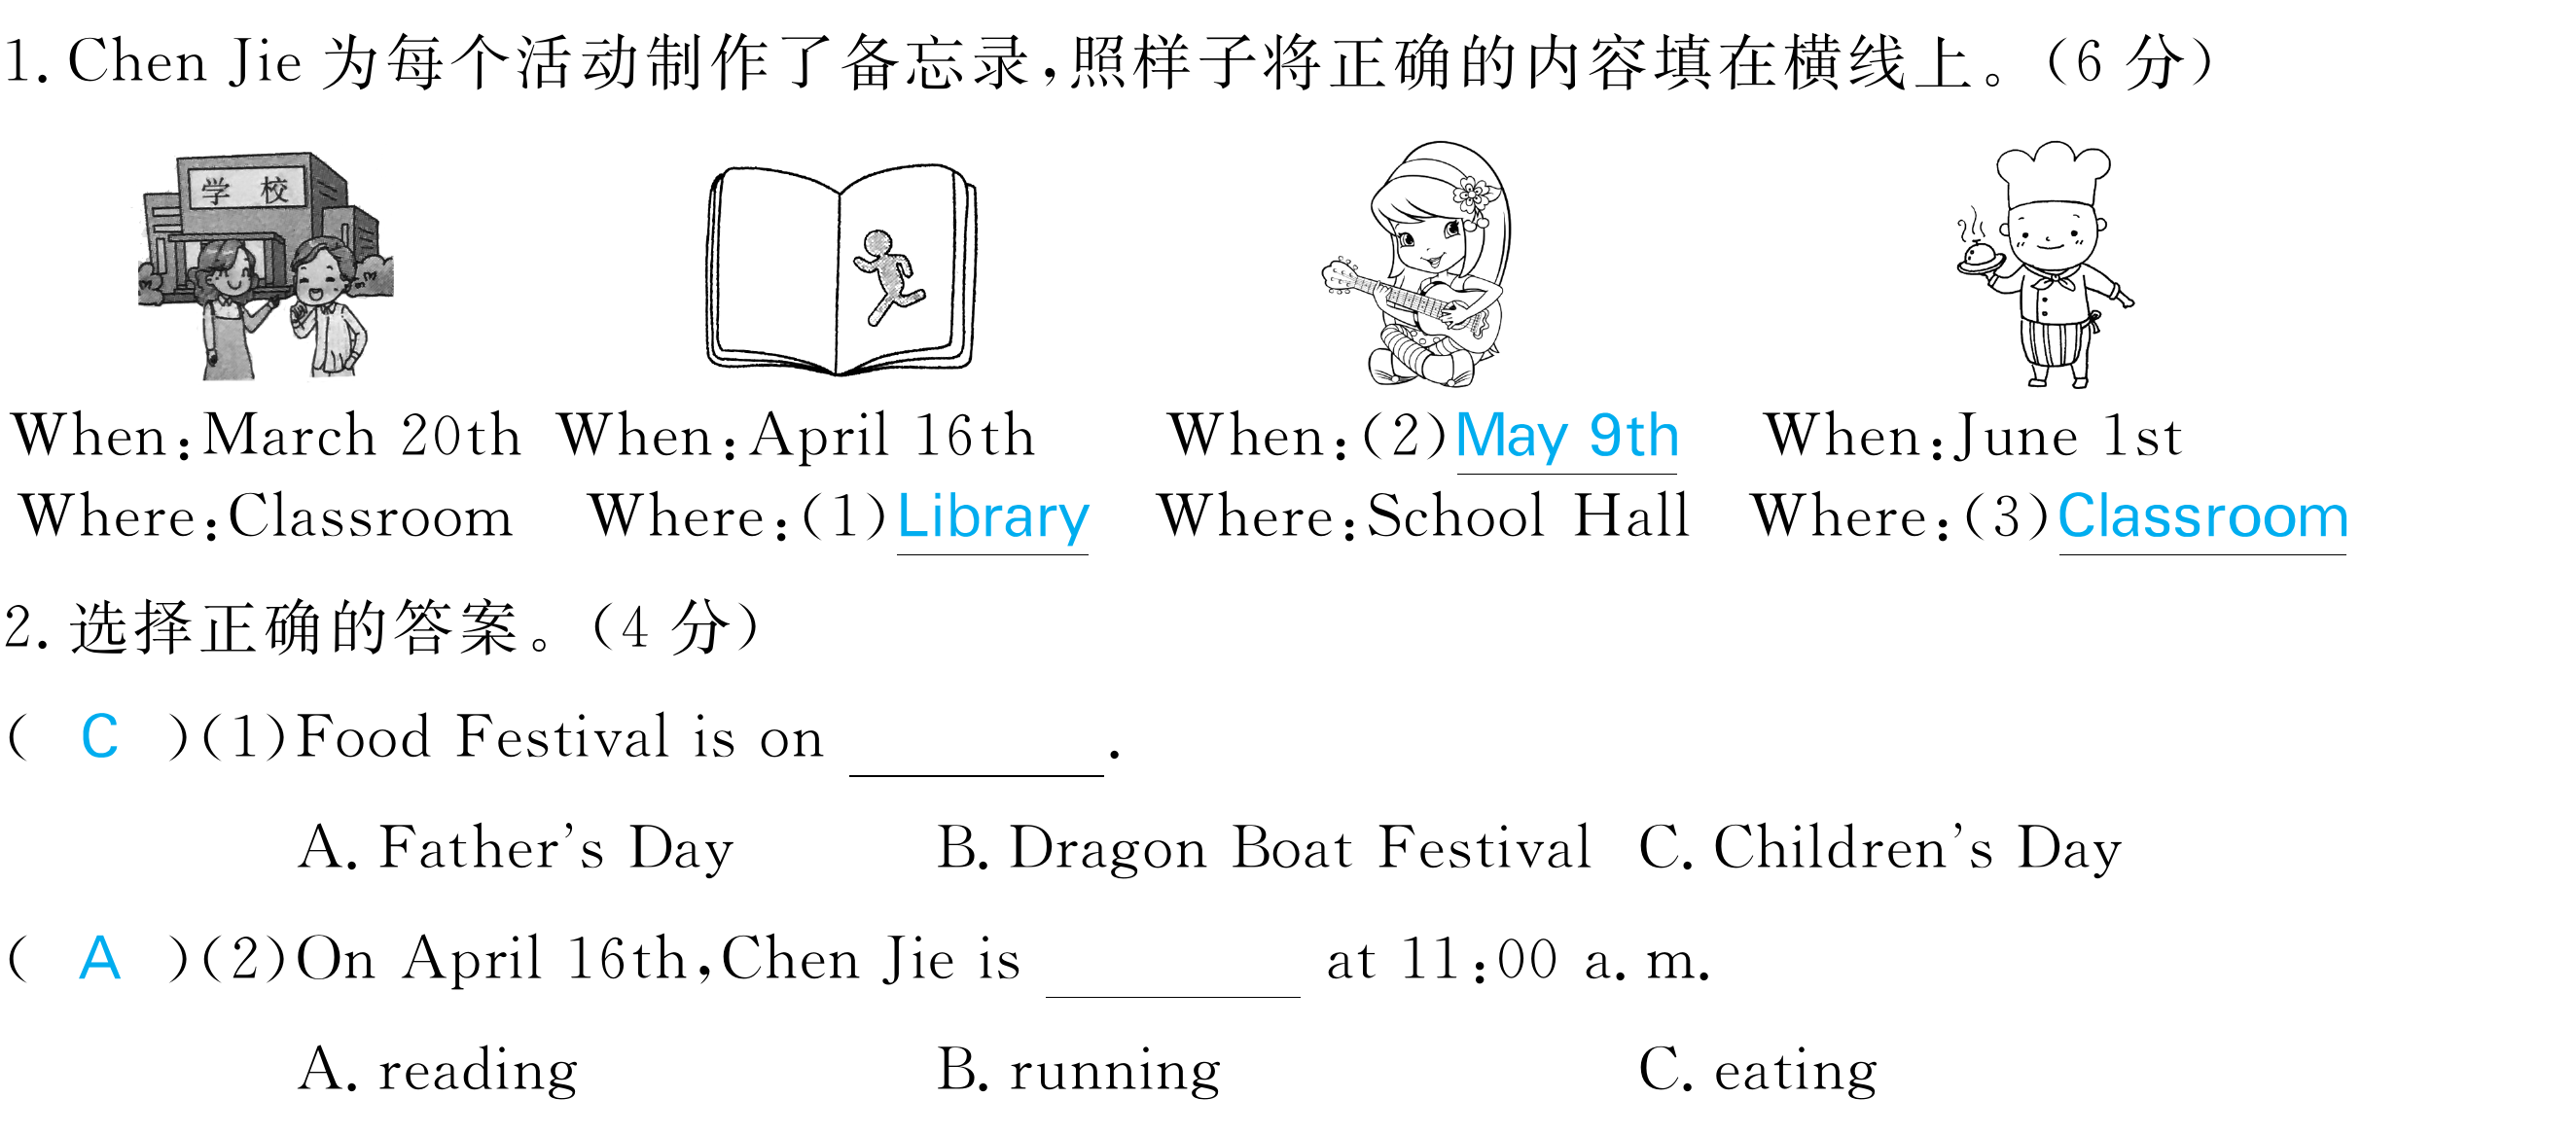 1. Chen Jie 为每个活动制作了备忘录,照样子将正确的内容填在横线上。(6 分)
学 校
When:March 20th When:April 16th When:(2)May 9th When:June 1st
Where:Classroom Where:(1)Library Where:School Hall Where:(3)Classroom
2. 选择正确的答案。(4 分)
( C )(1)Food Festival is on ________.
A. Father's Day B. Dragon Boat Festival C. Children's Day
( A )(2)On April 16th,Chen Jie is ________ at 11:00 a. m.
A. reading B. running C. eating